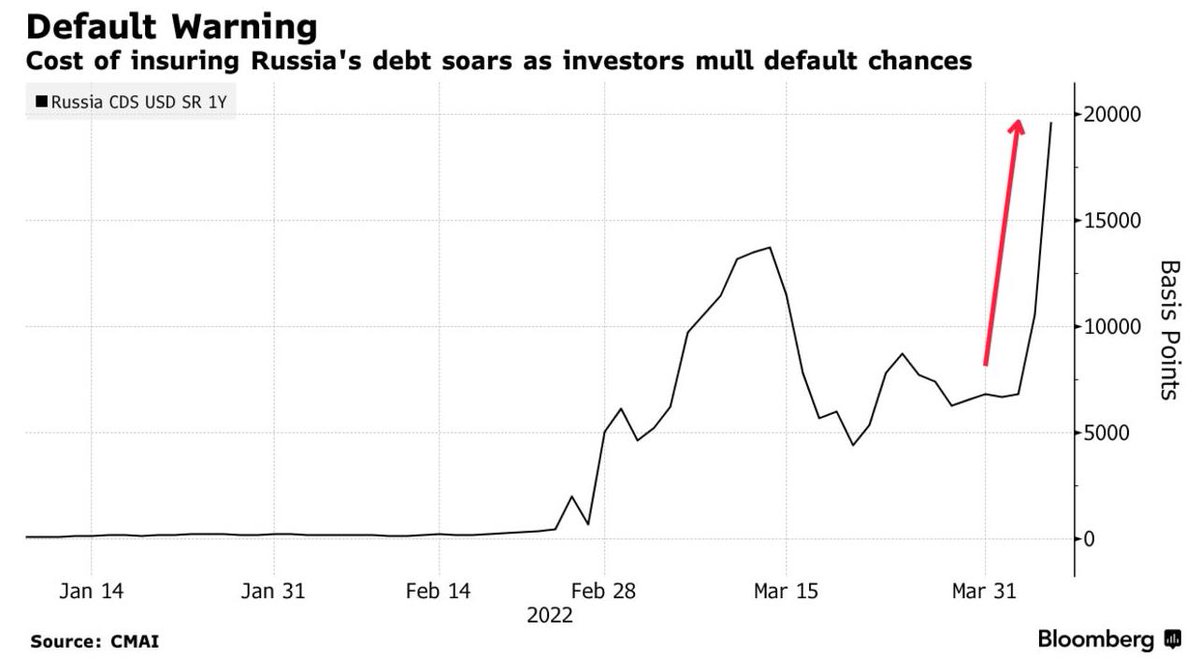 Default Warning
Cost of insuring Russia's debt soars as investors mull default chances
Russia CDS USD SR 1Y
20000
15000
10000
5000
0
Basis Points
Jan 14 Jan 31 Feb 14 Feb 28 Mar 15 Mar 31
2022
Source: CMAI
Bloomberg